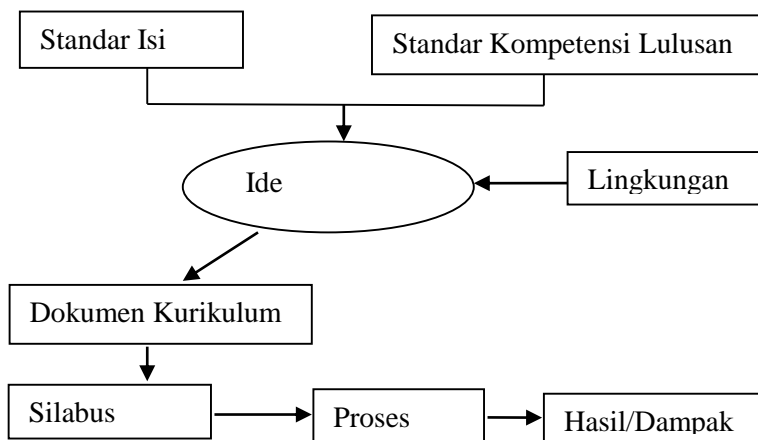 Standar Isi
Standar Kompetensi Lulusan
Ide
Lingkungan
Dokumen Kurikulum
Silabus
Proses
Hasil/Dampak